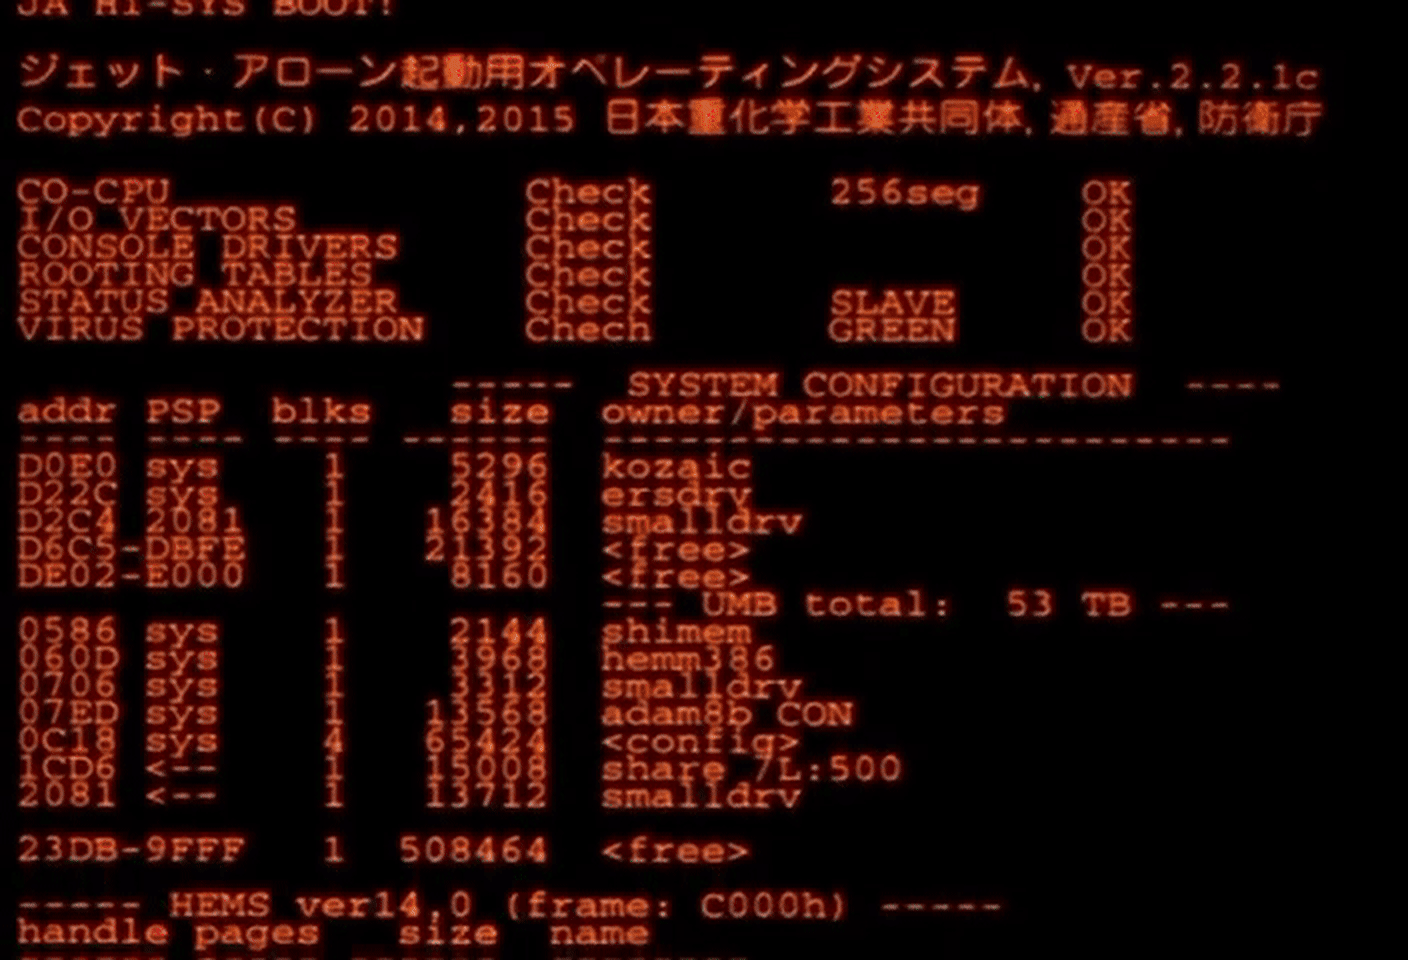 JA Hi-SYS BOOT!
ジェット・アローン起動用オペレーティングシステム, Ver.2.2.1c
Copyright(C) 2014,2015 日本重化学工業共同体, 通産省, 防衛庁
CO-CPU Check 256seg OK
I/O VECTORS Check OK
CONSOLE DRIVERS Check OK
ROOTING TABLES Check OK
STATUS ANALYZER Check SLAVE OK
VIRUS PROTECTION Chech GREEN OK
----- SYSTEM CONFIGURATION ----
addr PSP blks size owner/parameters
---- ---- ---- ------ -------------------------
D0E0 sys 1 5296 kozaic
D22C sys 1 2416 ersdrv
D2C4 2081 1 16384 smalldrv
D6C5-DBFE 1 21392 <free>
DE02-E000 1 8160 <free>
--- UMB total: 53 TB ---
0586 sys 1 2144 shimem
060D sys 1 3968 hemm386
0706 sys 1 3312 smalldrv
07ED sys 1 13568 adam8b CON
0C18 sys 4 65424 <config>
1CD6 <-- 1 15008 share /L:500
2081 <-- 1 13712 smalldrv
23DB-9FFF 1 508464 <free>
----- HEMS ver14.0 (frame: C000h) -----
handle pages size name